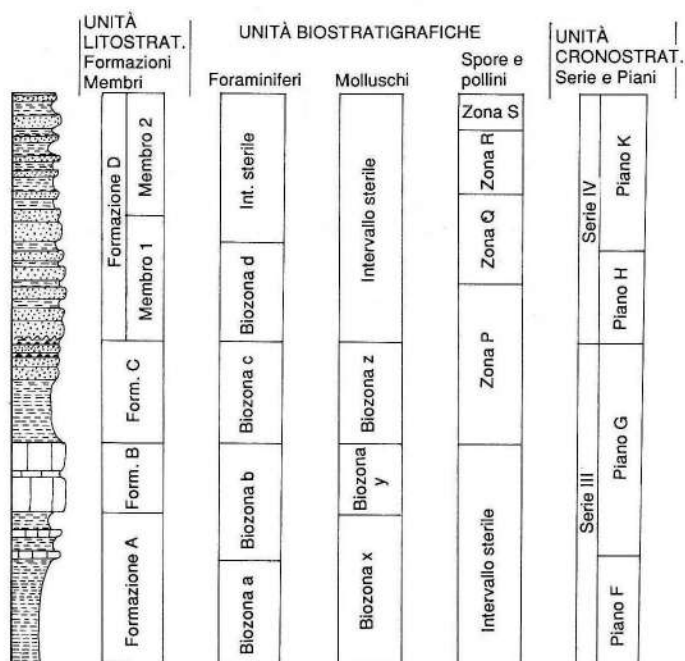 UNITÀ
LITOSTRAT.
Formazioni
Membri
UNITÀ BIOSTRATIGRAFICHE
Foraminiferi
Molluschi
Spore e
pollini
UNITÀ
CRONOSTRAT.
Serie e Piani
Formazione D
Membro 2
Membro 1
Form. C
Form. B
Formazione A
Int. sterile
Biozona d
Biozona c
Biozona b
Biozona a
Intervallo sterile
Biozona z
Biozona
y
Biozona x
Zona S
Zona R
Zona Q
Zona P
Intervallo sterile
Serie IV
Serie III
Piano K
Piano H
Piano G
Piano F